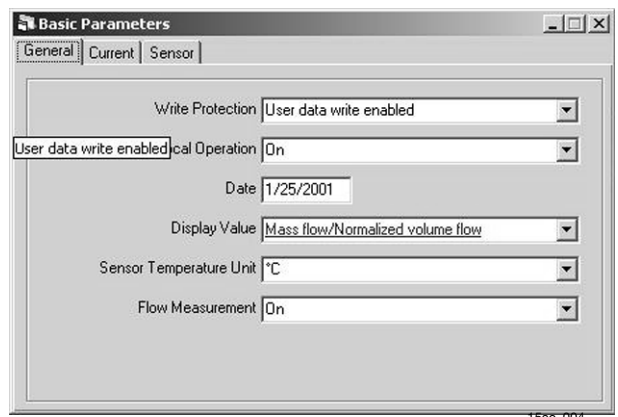 Basic Parameters
General Current Sensor
Write Protection User data write enabled
User data write enabled ocal Operation On
Date 1/25/2001
Display Value Mass flow/Normalized volume flow
Sensor Temperature Unit °C
Flow Measurement On